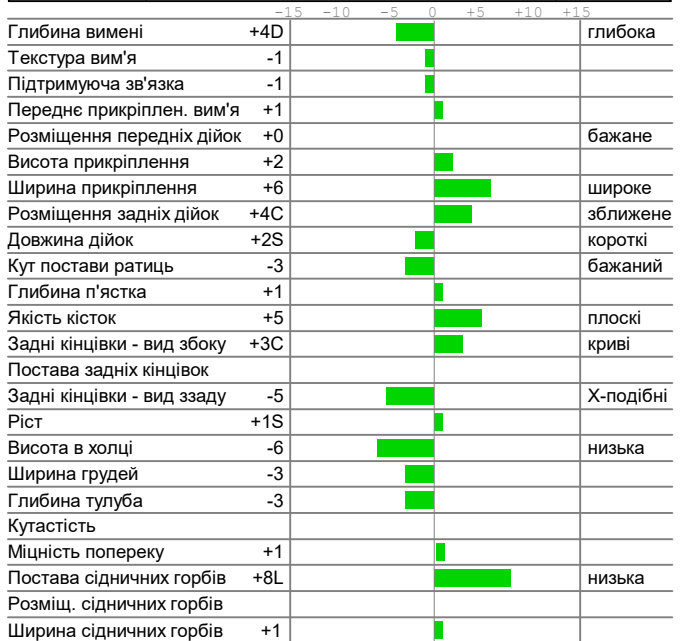 -15 -10 -5 0 +5 +10 +15
Глибина вимені +4D глибока
Текстура вим'я -1
Підтримуюча зв'язка -1
Переднє прикріплен. вим'я +1
Розміщення передніх дійок +0 бажане
Висота прикріплення +2
Ширина прикріплення +6 широке
Розміщення задніх дійок +4C зближене
Довжина дійок +2S короткі
Кут постави ратиць -3 бажаний
Глибина п'ястка +1
Якість кісток +5 плоскі
Задні кінцівки - вид збоку +3C криві
Постава задніх кінцівок
Задні кінцівки - вид ззаду -5 X-подібні
Ріст +1S
Висота в холці -6 низька
Ширина грудей -3
Глибина тулуба -3
Кутастість
Міцність попереку +1
Постава сідничних горбів +8L низька
Розміщ. сідничних горбів
Ширина сідничних горбів +1